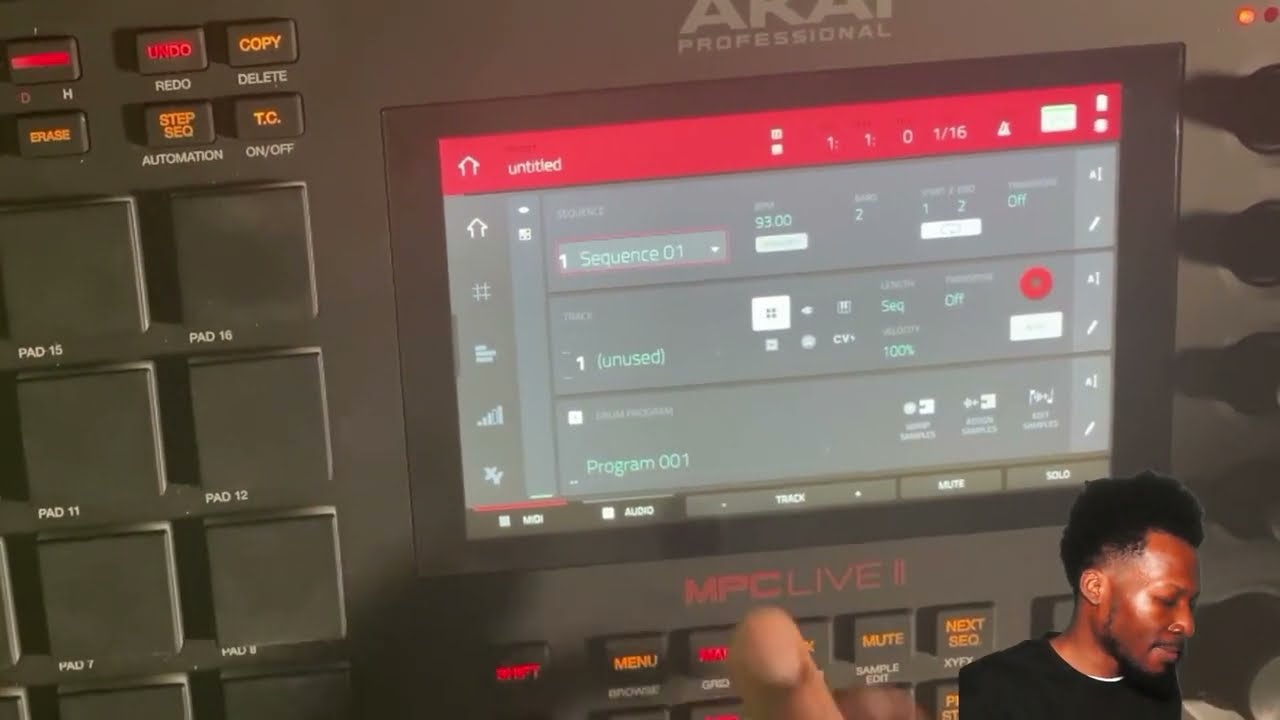 AKAI
PROFESSIONAL
UNDO
COPY
REDO
DELETE
D H
ERASE
STEP SEQ
T.C.
AUTOMATION
ON/OFF
untitled
1: 1: 0 1/16
SEQUENCE
BPM
93.00
BARS
2
START / END
1 2
TRANSPOSE
Off
1 Sequence 01
TRACK
1 (unused)
LENGTH
Seq
TRANSPOSE
Off
CV
VELOCITY
100%
DRUM PROGRAM
Program 001
ASSIGN SAMPLES
EDIT SAMPLES
MIDI
AUDIO
- TRACK +
MUTE
SOLO
PAD 15
PAD 16
PAD 11
PAD 12
PAD 7
PAD 8
MPC LIVE II
SHIFT
MENU
BROWSE
MUTE
SAMPLE EDIT
NEXT SEQ